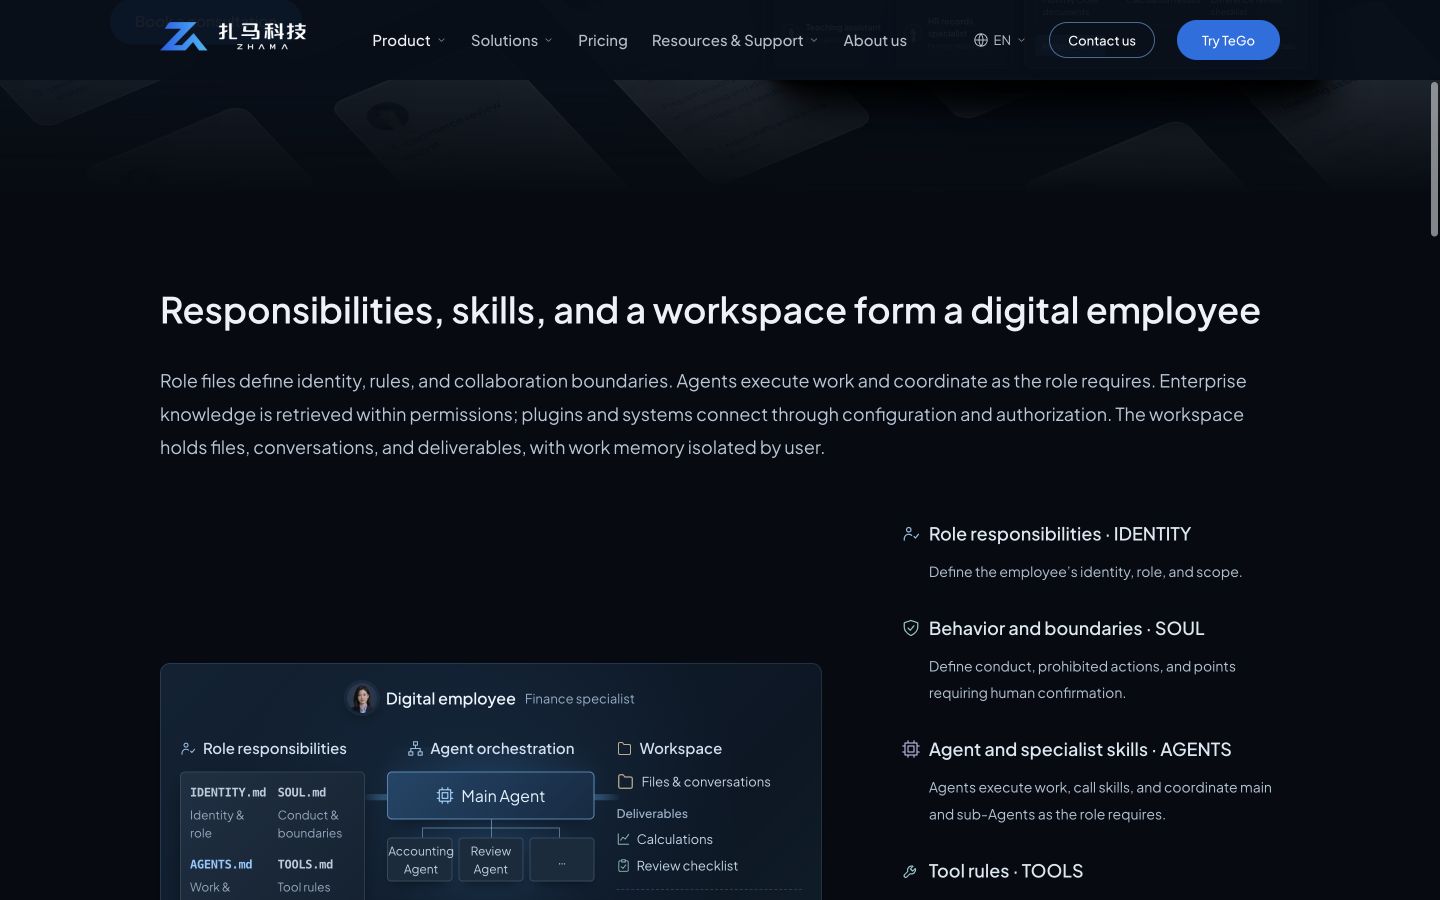 扎马科技
ZHAMA
Product
Solutions
Pricing
Resources & Support
About us
EN
Contact us
Try TeGo
Responsibilities, skills, and a workspace form a digital employee
Role files define identity, rules, and collaboration boundaries. Agents execute work and coordinate as the role requires. Enterprise
knowledge is retrieved within permissions; plugins and systems connect through configuration and authorization. The workspace
holds files, conversations, and deliverables, with work memory isolated by user.
Role responsibilities · IDENTITY
Define the employee's identity, role, and scope.
Behavior and boundaries · SOUL
Define conduct, prohibited actions, and points
requiring human confirmation.
Agent and specialist skills · AGENTS
Agents execute work, call skills, and coordinate main
and sub-Agents as the role requires.
Tool rules · TOOLS
Digital employee Finance specialist
Role responsibilities
IDENTITY.md SOUL.md
Identity & Conduct &
role boundaries
AGENTS.md TOOLS.md
Work & Tool rules
Agent orchestration
Main Agent
Accounting
Agent
Review
Agent
...
Workspace
Files & conversations
Deliverables
Calculations
Review checklist